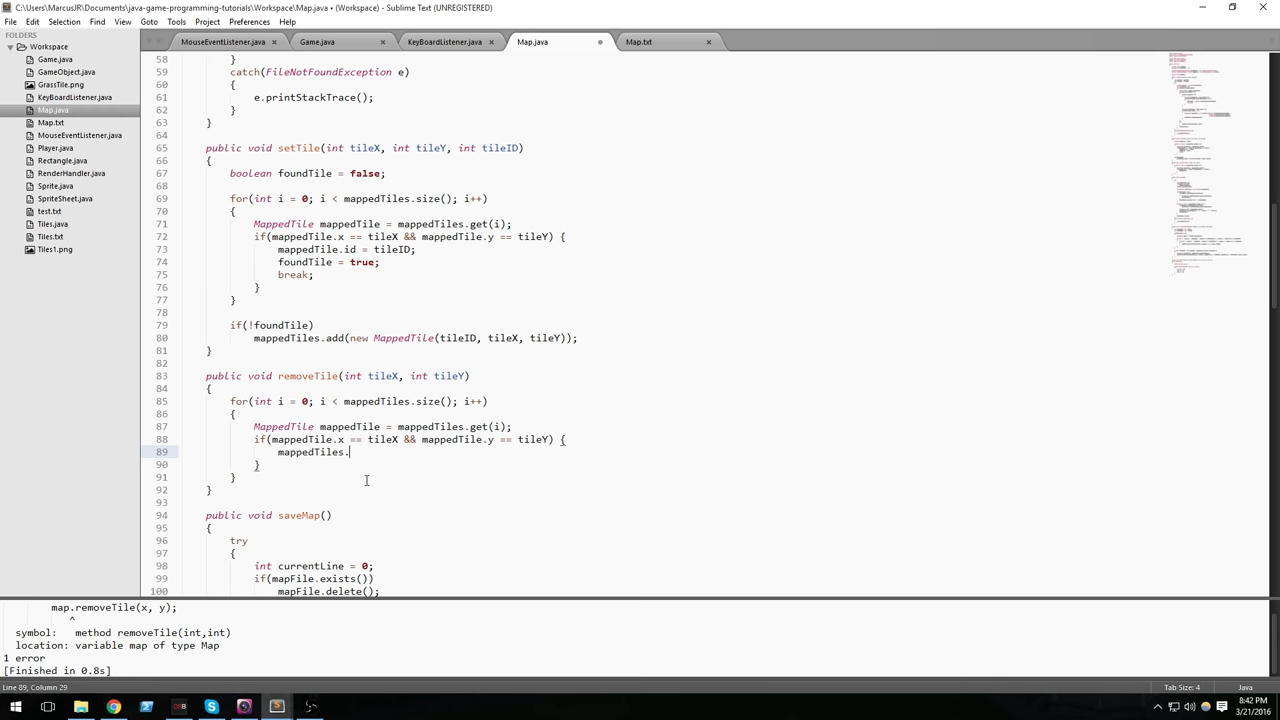 C:\Users\MarcusJR\Documents\java-game-programming-tutorials\Workspace\Map.java • (Workspace) - Sublime Text (UNREGISTERED)
File Edit Selection Find View Goto Tools Project Preferences Help
FOLDERS
Workspace
Game.java
GameObject.java
GrassTile.png
KeyBoardListener.java
Map.java
Map.txt
MouseEventListener.java
Player.java
Rectangle.java
RenderHandler.java
Sprite.java
SpriteSheet.java
test.txt
Tiles.java
Tiles.txt
Tiles1.png
MouseEventListener.java Game.java KeyBoardListener.java Map.java Map.txt
58 }
59 catch(FileNotFoundException e)
60 {
61 e.printStackTrace();
62 }
63 }
64
65 public void setTile(int tileX, int tileY, int tileID)
66 {
67 boolean foundTile = false;
68
69 for(int i = 0; i < mappedTiles.size(); i++)
70 {
71 MappedTile mappedTile = mappedTiles.get(i);
72 if(mappedTile.x == tileX && mappedTile.y == tileY) {
73 mappedTile.id = tileID;
74 foundTile = true;
75 break;
76 }
77 }
78
79 if(!foundTile)
80 mappedTiles.add(new MappedTile(tileID, tileX, tileY));
81 }
82
83 public void removeTile(int tileX, int tileY)
84 {
85 for(int i = 0; i < mappedTiles.size(); i++)
86 {
87 MappedTile mappedTile = mappedTiles.get(i);
88 if(mappedTile.x == tileX && mappedTile.y == tileY) {
89 mappedTiles.
90 }
91 }
92 }
93
94 public void saveMap()
95 {
96 try
97 {
98 int currentLine = 0;
99 if(mapFile.exists())
100 mapFile.delete();
map.removeTile(x, y);
^
symbol: method removeTile(int,int)
location: variable map of type Map
1 error
[Finished in 0.8s]
Line 89, Column 29 Tab Size: 4 Java
8:42 PM
3/21/2016